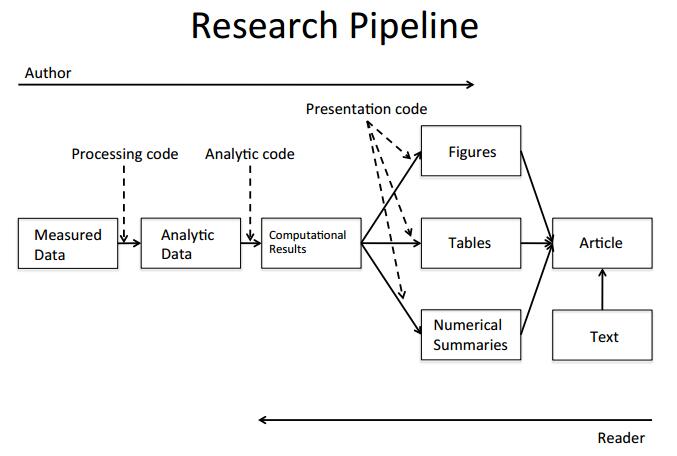 Research Pipeline
Author
Presentation code
Processing code
Analytic code
Figures
Measured
Data
Analytic
Data
Computational
Results
Tables
Article
Numerical
Summaries
Text
Reader